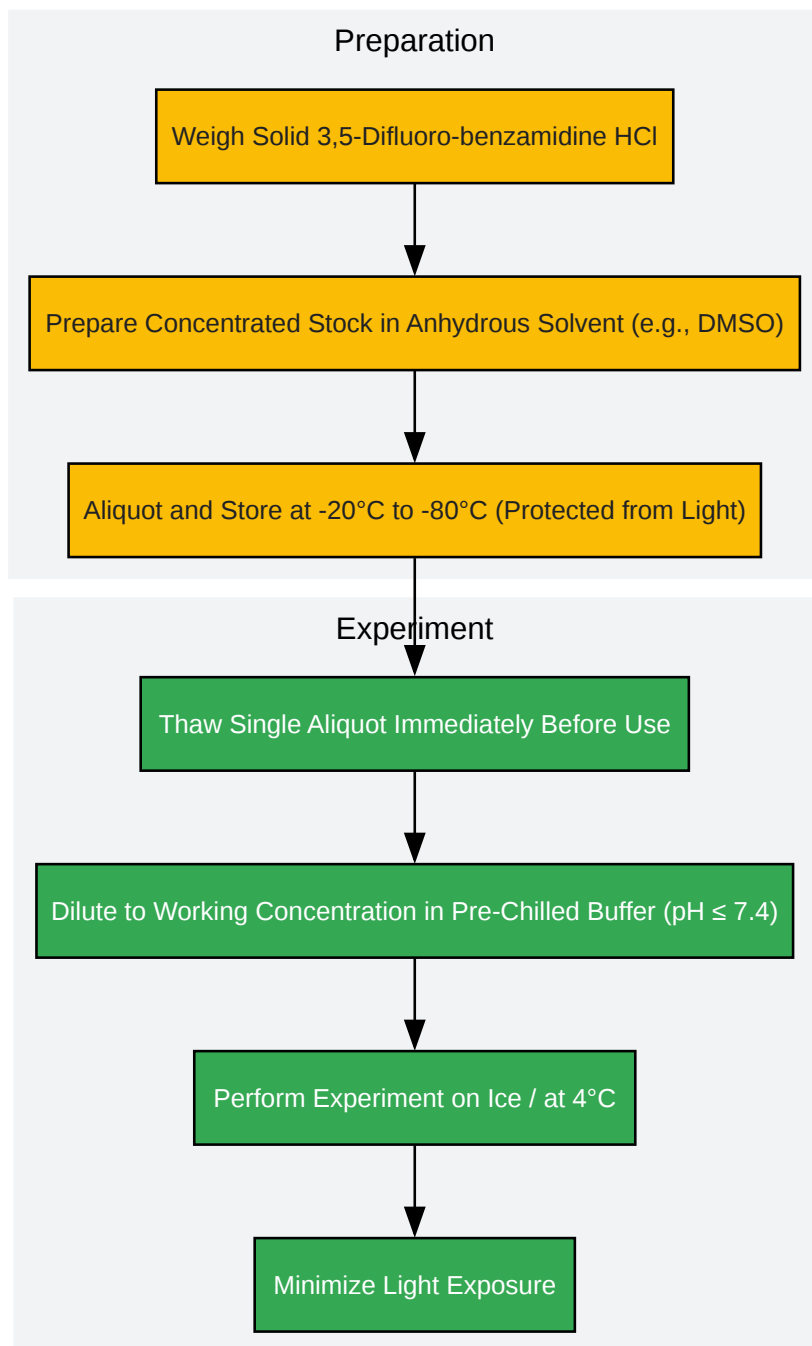 Preparation
Weigh Solid 3,5-Difluoro-benzamidine HCl
Prepare Concentrated Stock in Anhydrous Solvent (e.g., DMSO)
Aliquot and Store at -20°C to -80°C (Protected from Light)
Experiment
Thaw Single Aliquot Immediately Before Use
Dilute to Working Concentration in Pre-Chilled Buffer (pH ≤ 7.4)
Perform Experiment on Ice / at 4°C
Minimize Light Exposure